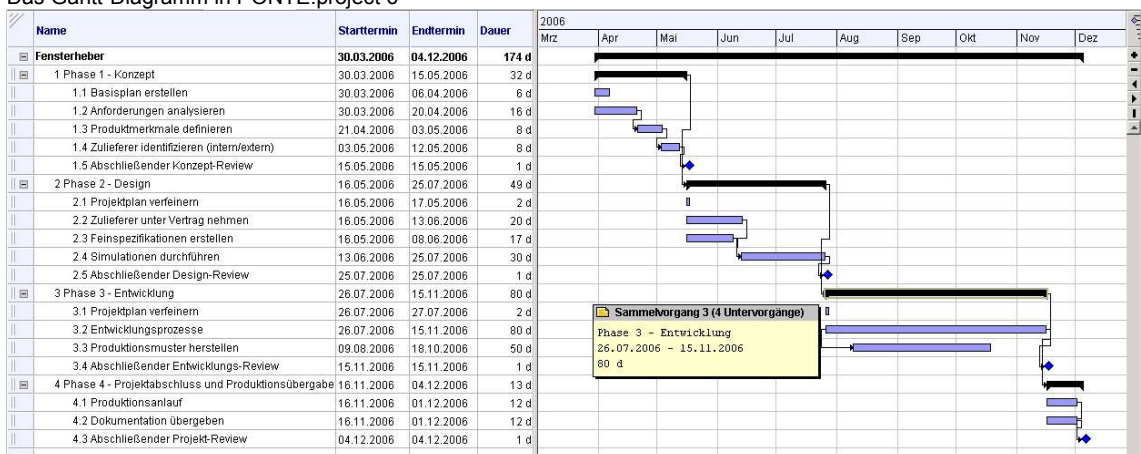 Das Gantt-Diagramm in PONTE.project 6
2006
Name Starttermin Endtermin Dauer Mrz Apr Mai Jun Jul Aug Sep Okt Nov Dez
Fensterheber 30.03.2006 04.12.2006 174 d
1 Phase 1 - Konzept 30.03.2006 15.05.2006 32 d
1.1 Basisplan erstellen 30.03.2006 06.04.2006 6 d
1.2 Anforderungen analysieren 30.03.2006 20.04.2006 16 d
1.3 Produktmerkmale definieren 21.04.2006 03.05.2006 8 d
1.4 Zulieferer identifizieren (intern/extern) 03.05.2006 12.05.2006 8 d
1.5 Abschließender Konzept-Review 15.05.2006 15.05.2006 1 d
2 Phase 2 - Design 16.05.2006 25.07.2006 49 d
2.1 Projektplan verfeinern 16.05.2006 17.05.2006 2 d
2.2 Zulieferer unter Vertrag nehmen 16.05.2006 13.06.2006 20 d
2.3 Feinspezifikationen erstellen 16.05.2006 08.06.2006 17 d
2.4 Simulationen durchführen 13.06.2006 25.07.2006 30 d
2.5 Abschließender Design-Review 25.07.2006 25.07.2006 1 d
3 Phase 3 - Entwicklung 26.07.2006 15.11.2006 80 d
3.1 Projektplan verfeinern 26.07.2006 27.07.2006 2 d
3.2 Entwicklungsprozesse 26.07.2006 15.11.2006 80 d
3.3 Produktionsmuster herstellen 09.08.2006 18.10.2006 50 d
3.4 Abschließender Entwicklungs-Review 15.11.2006 15.11.2006 1 d
4 Phase 4 - Projektabschluss und Produktionsübergabe 16.11.2006 04.12.2006 13 d
4.1 Produktionsanlauf 16.11.2006 01.12.2006 12 d
4.2 Dokumentation übergeben 16.11.2006 01.12.2006 12 d
4.3 Abschließender Projekt-Review 04.12.2006 04.12.2006 1 d
Sammelvorgang 3 (4 Untervorgänge)
Phase 3 - Entwicklung
26.07.2006 - 15.11.2006
80 d